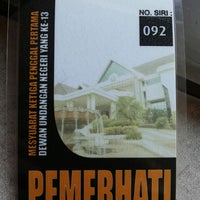 NO. SIRI :
092
MESYUARAT KETIGA PENGGAL PERTAMA
DEWAN UNDANGAN NEGERI YANG KE-13
PEMERHATI